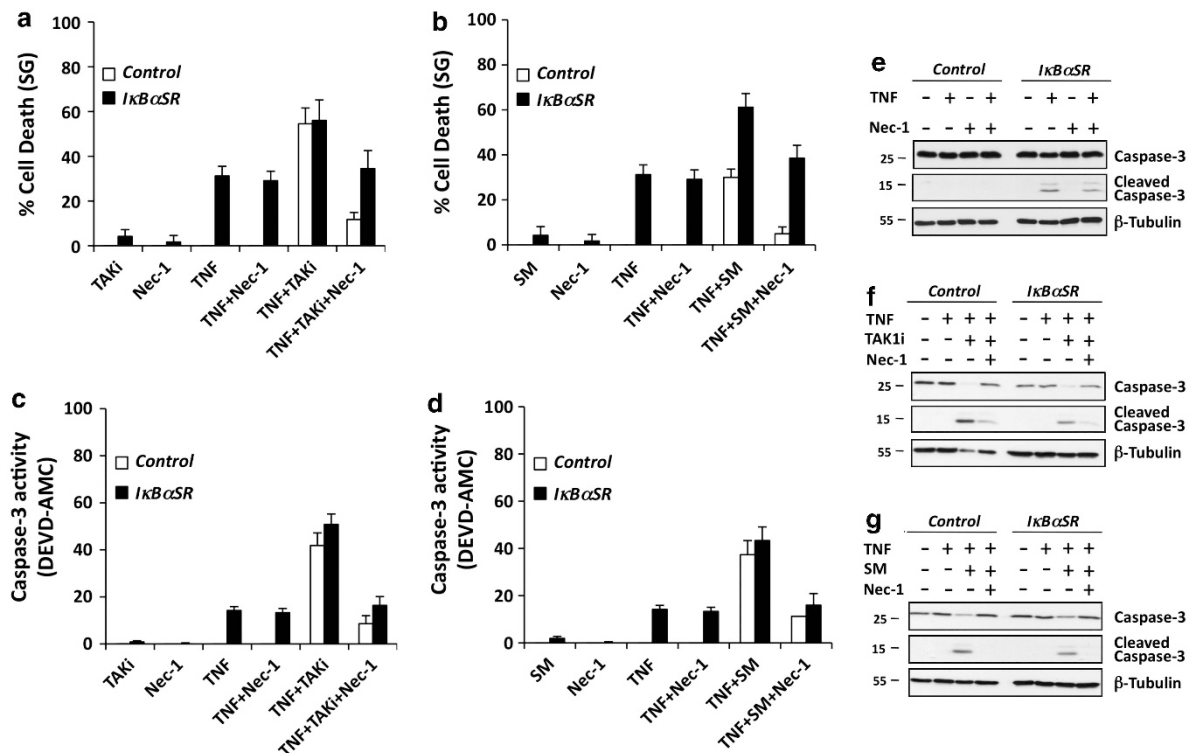 a
% Cell Death (SG)
100
80
60
40
20
0
Control
IκBαSR
TAKi
Nec-1
TNF
TNF+Nec-1
TNF+TAKi
TNF+TAKi+Nec-1
b
% Cell Death (SG)
100
80
60
40
20
0
Control
IκBαSR
SM
Nec-1
TNF
TNF+Nec-1
TNF+SM
TNF+SM+Nec-1
c
Caspase-3 activity
(DEVD-AMC)
100
80
60
40
20
0
Control
IκBαSR
TAKi
Nec-1
TNF
TNF+Nec-1
TNF+TAKi
TNF+TAKi+Nec-1
d
Caspase-3 activity
(DEVD-AMC)
100
80
60
40
20
0
Control
IκBαSR
SM
Nec-1
TNF
TNF+Nec-1
TNF+SM
TNF+SM+Nec-1
e
Control IκBαSR
TNF - + - + - + - +
Nec-1 - - + + - - + +
25 - Caspase-3
15 - Cleaved
Caspase-3
55 - β-Tubulin
f
Control IκBαSR
TNF - + + + - + + +
TAK1i - - + + - - + +
Nec-1 - - - + - - - +
25 - Caspase-3
15 - Cleaved
Caspase-3
55 - β-Tubulin
g
Control IκBαSR
TNF - + + + - + + +
SM - - + + - - + +
Nec-1 - - - + - - - +
25 - Caspase-3
15 - Cleaved
Caspase-3
55 - β-Tubulin